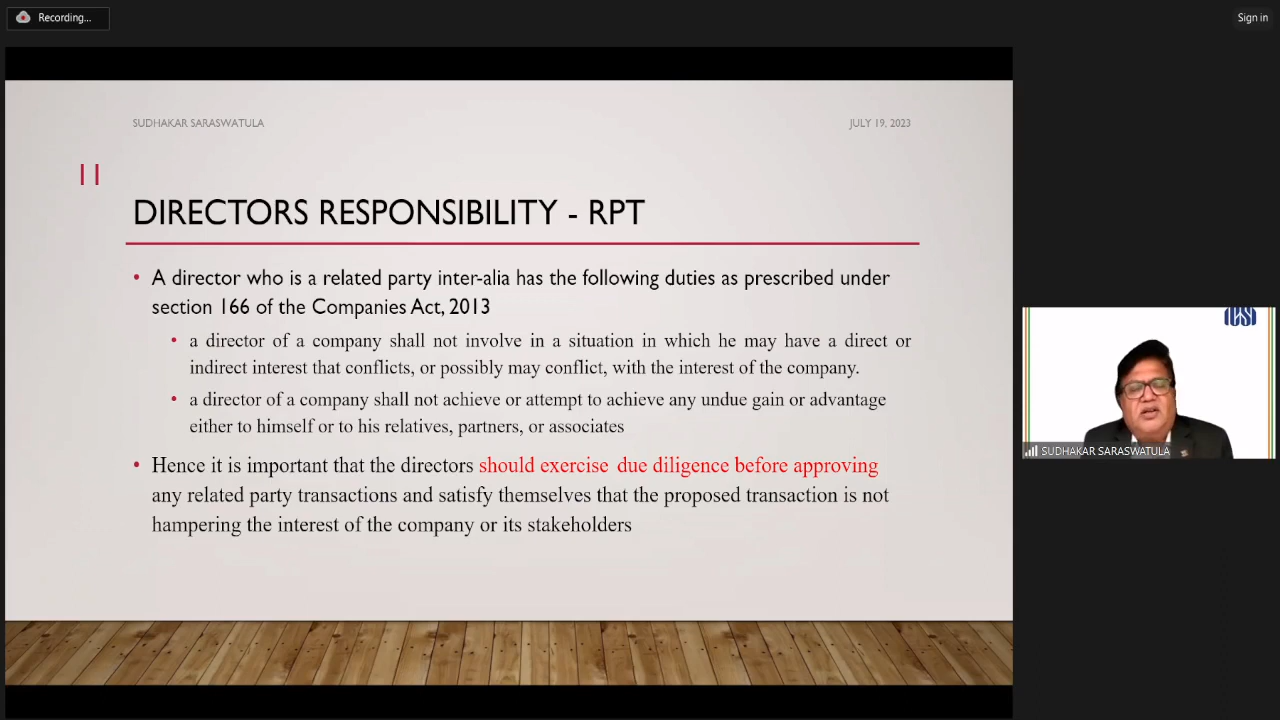 Recording...
Sign in
SUDHAKAR SARASWATULA
JULY 19, 2023
11
DIRECTORS RESPONSIBILITY - RPT
• A director who is a related party inter-alia has the following duties as prescribed under
section 166 of the Companies Act, 2013
• a director of a company shall not involve in a situation in which he may have a direct or
indirect interest that conflicts, or possibly may conflict, with the interest of the company.
• a director of a company shall not achieve or attempt to achieve any undue gain or advantage
either to himself or to his relatives, partners, or associates
• Hence it is important that the directors should exercise due diligence before approving
any related party transactions and satisfy themselves that the proposed transaction is not
hampering the interest of the company or its stakeholders
SUDHAKAR SARASWATULA